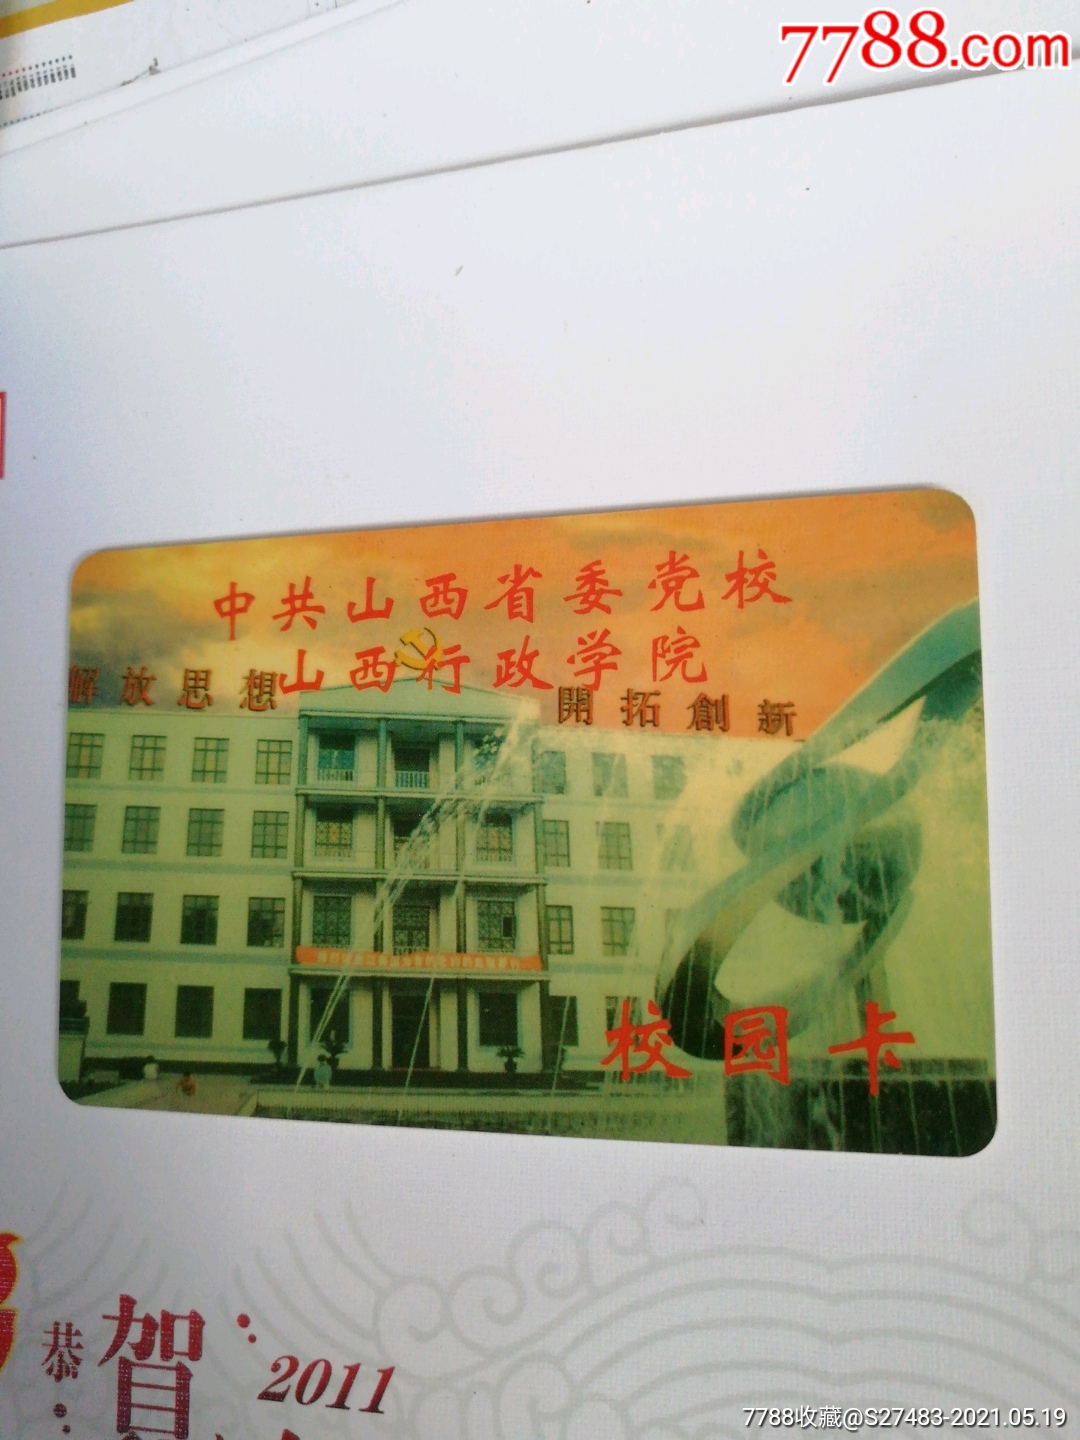 7788.com
中共山西省委党校
山西行政学院
解放思想
開拓創新
校园卡
恭
賀
2011
7788收藏@S27483-2021.05.19